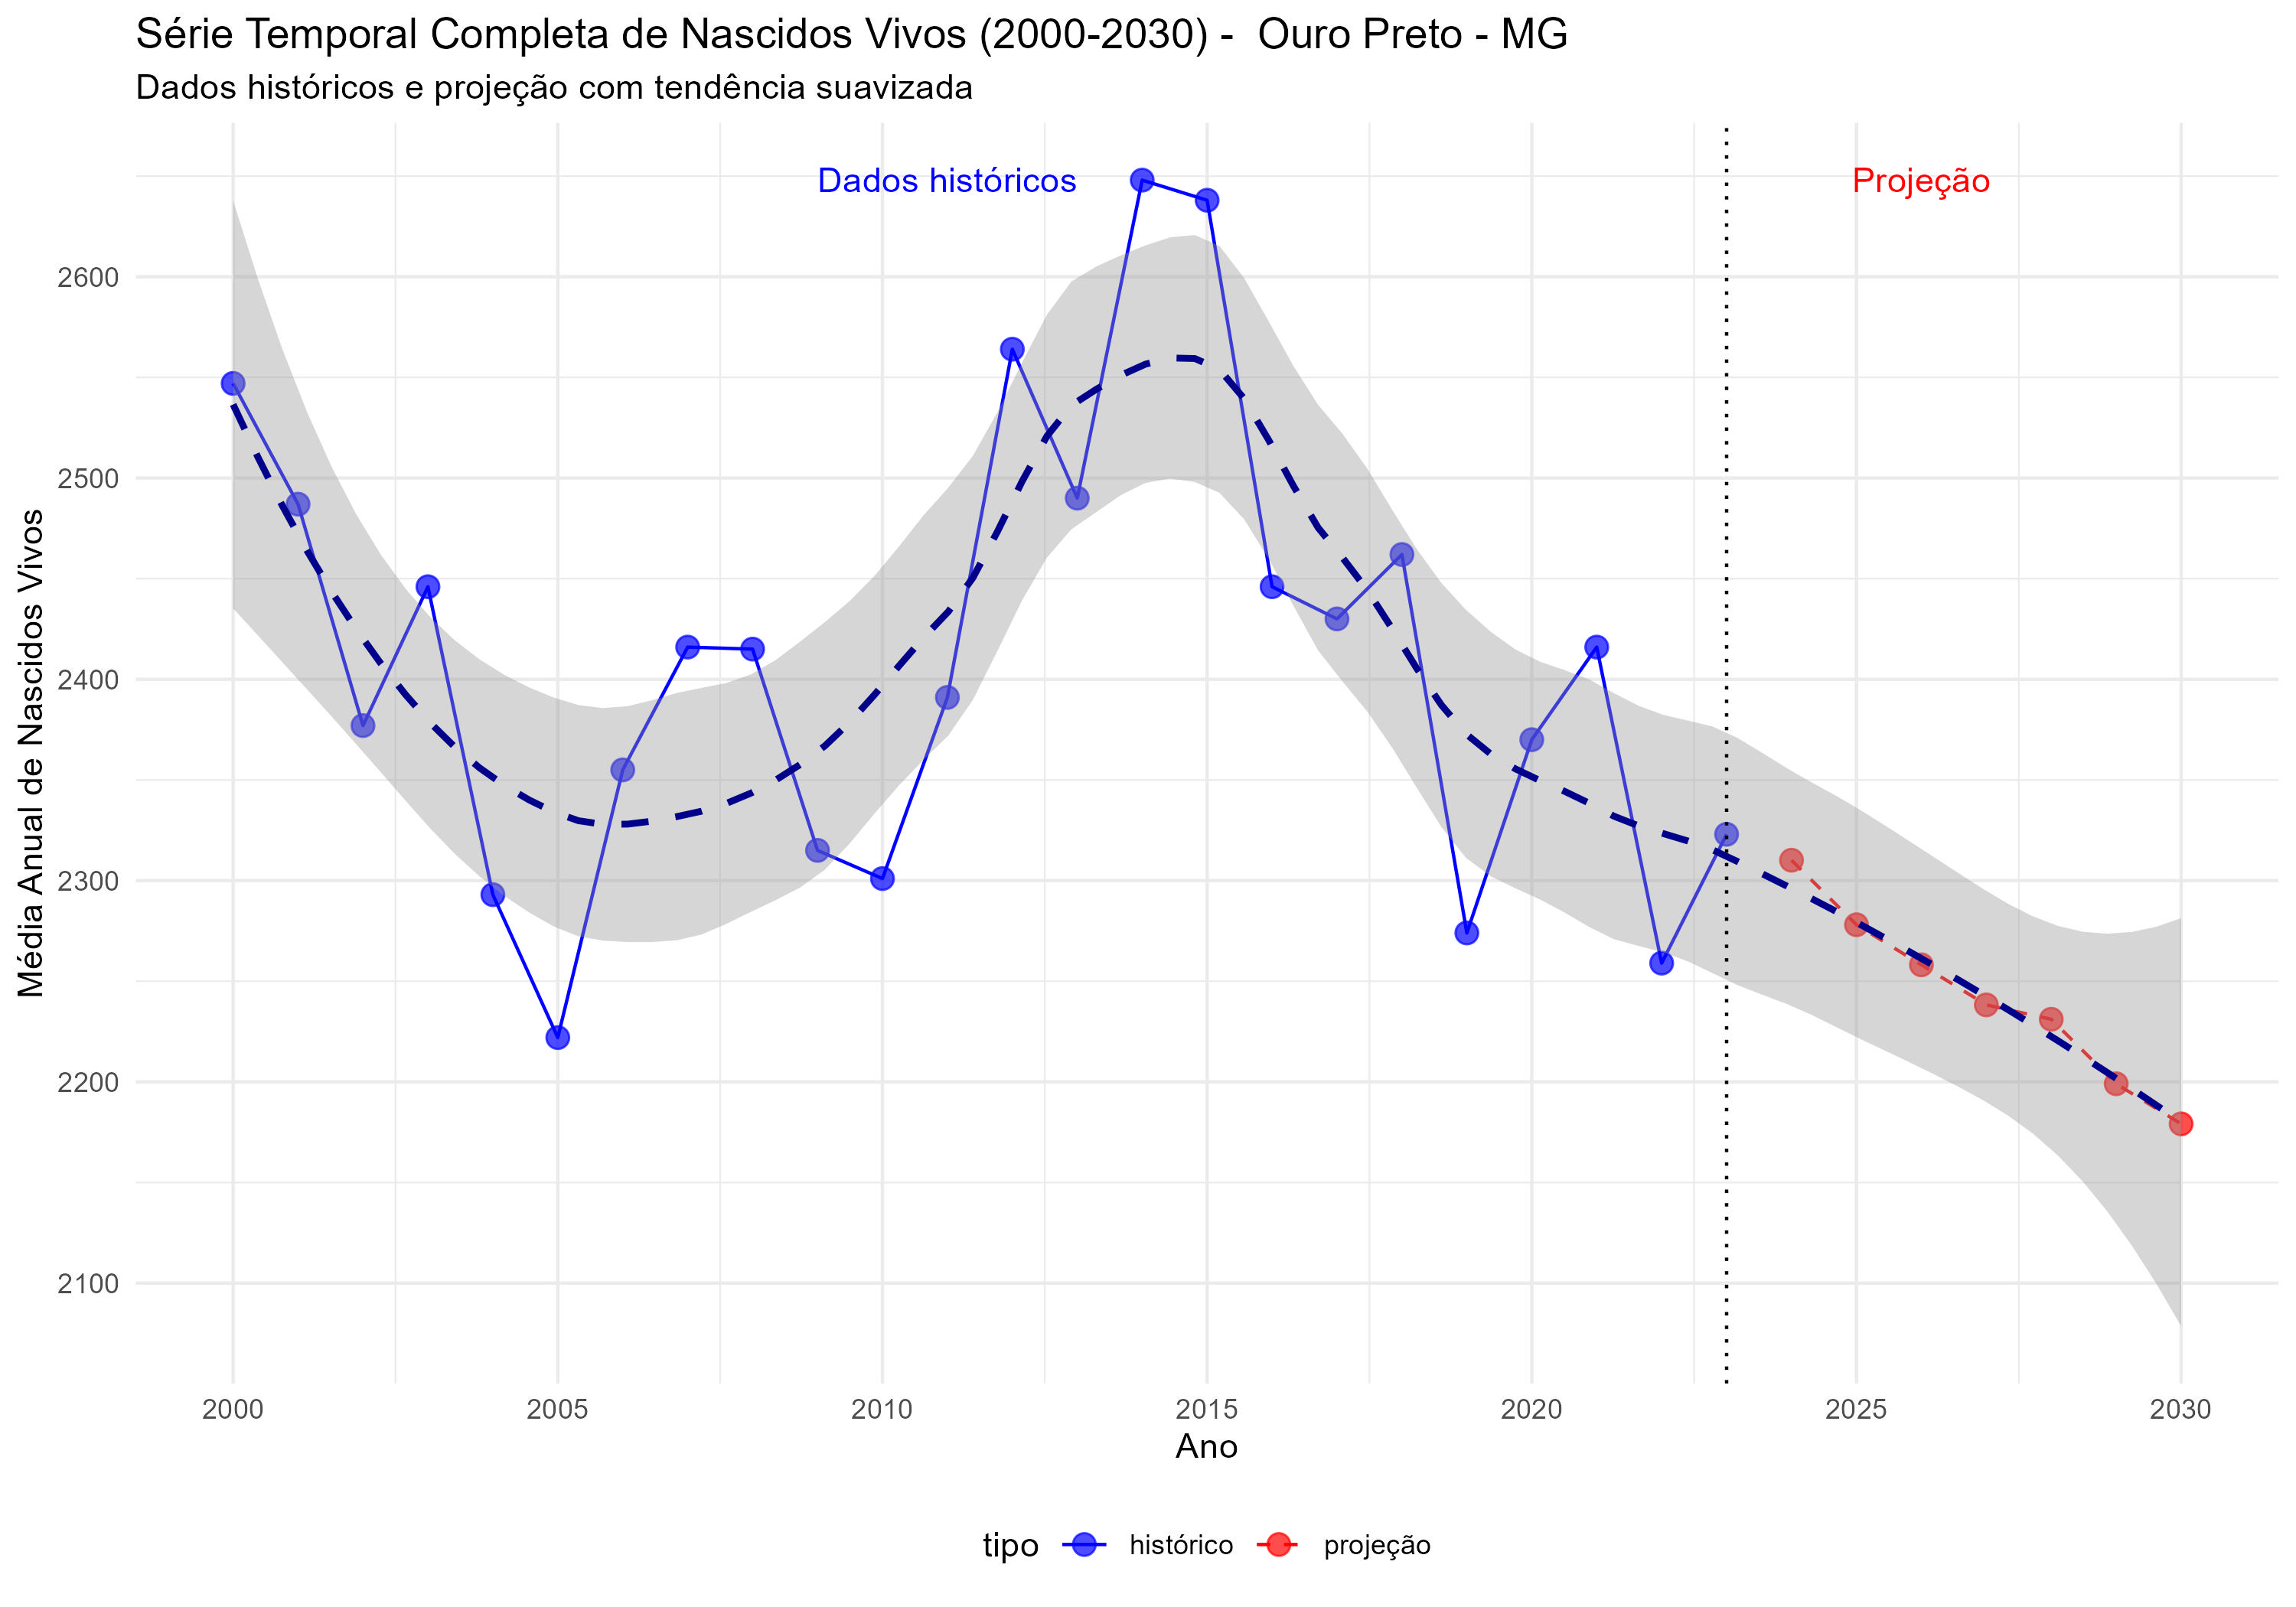 Série Temporal Completa de Nascidos Vivos (2000-2030) -  Ouro Preto - MG
Dados históricos e projeção com tendência suavizada
Dados históricos
Projeção
Média Anual de Nascidos Vivos
2600
2500
2400
2300
2200
2100
2000 2005 2010 2015 2020 2025 2030
Ano
tipo histórico projeção